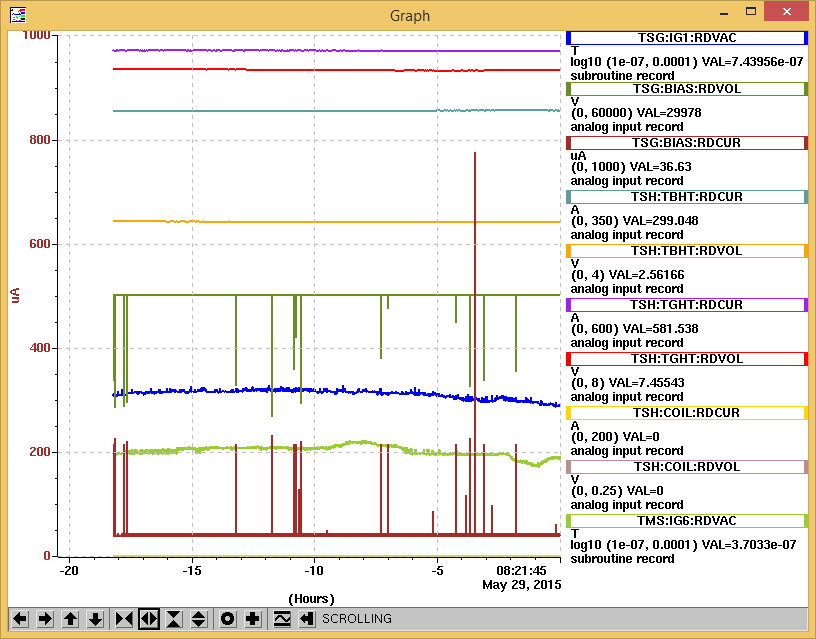 Graph
1000
800
600
400
200
0
uA
-20
-15
-10
-5
08:21:45
May 29, 2015
(Hours)
TSG:IG1:RDVAC
T
log10 (1e-07, 0.0001) VAL=7.43956e-07
subroutine record
TSG:BIAS:RDVOL
V
(0, 60000) VAL=29978
analog input record
TSG:BIAS:RDCUR
uA
(0, 1000) VAL=36.63
analog input record
TSH:TBHT:RDCUR
A
(0, 350) VAL=299.048
analog input record
TSH:TBHT:RDVOL
V
(0, 4) VAL=2.56166
analog input record
TSH:TGHT:RDCUR
A
(0, 600) VAL=581.538
analog input record
TSH:TGHT:RDVOL
V
(0, 8) VAL=7.45543
analog input record
TSH:COIL:RDCUR
A
(0, 200) VAL=0
analog input record
TSH:COIL:RDVOL
V
(0, 0.25) VAL=0
analog input record
TMS:IG6:RDVAC
T
log10 (1e-07, 0.0001) VAL=3.7033e-07
subroutine record
SCROLLING